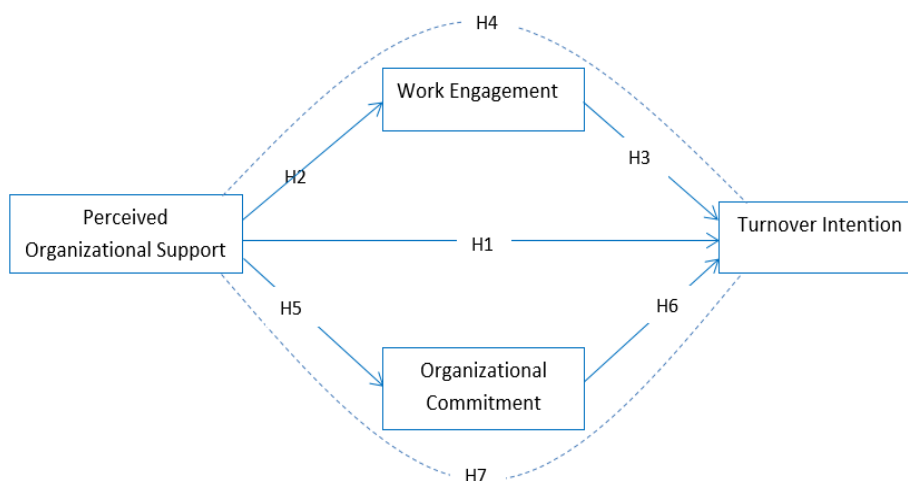 H4
Work Engagement
H3
H2
Perceived
Organizational Support
Turnover Intention
H1
H5
H6
Organizational
Commitment
H7